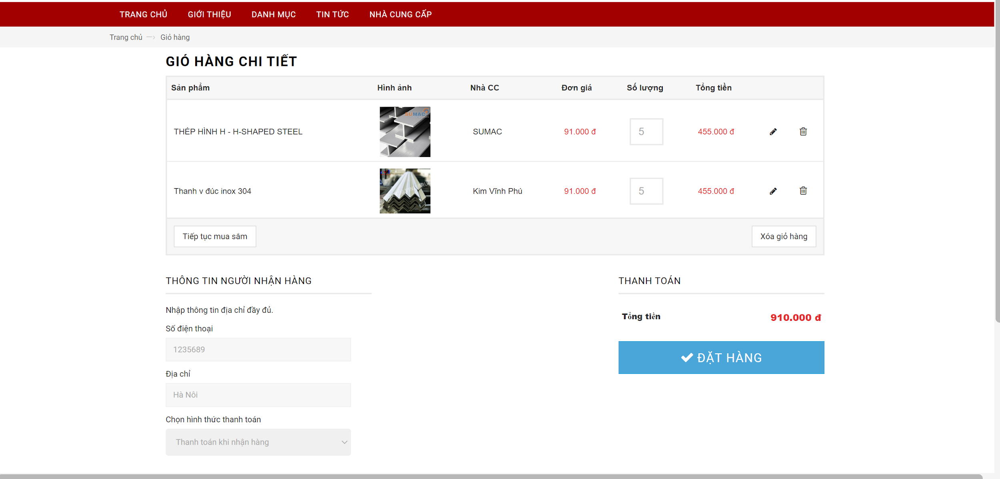 TRANG CHỦ GIỚI THIỆU DANH MỤC TIN TỨC NHÀ CUNG CẤP
Trang chủ —› Giỏ hàng
GIỎ HÀNG CHI TIẾT
Sản phẩm Hình ảnh Nhà CC Đơn giá Số lượng Tổng tiền
SUMAC
THÉP HÌNH H - H-SHAPED STEEL SUMAC 91.000 đ 5 455.000 đ
Thanh v đúc inox 304 Kim Vĩnh Phú 91.000 đ 5 455.000 đ
Tiếp tục mua sắm Xóa giỏ hàng
THÔNG TIN NGƯỜI NHẬN HÀNG
Nhập thông tin địa chỉ đầy đủ.
Số điện thoại
1235689
Địa chỉ
Hà Nôi
Chọn hình thức thanh toán
Thanh toán khi nhận hàng
THANH TOÁN
Tổng tiền 910.000 đ
ĐẶT HÀNG